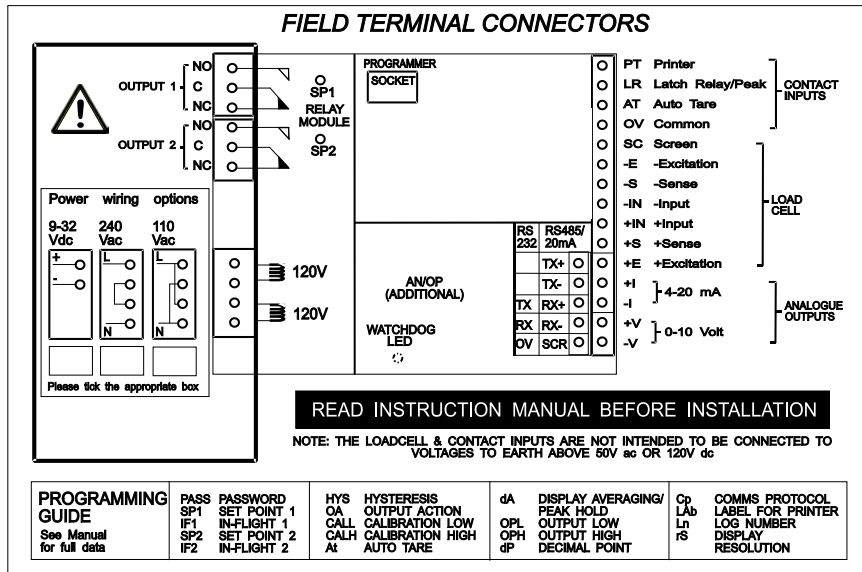 FIELD TERMINAL CONNECTORS
OUTPUT 1
NO
C
NC
OUTPUT 2
NO
C
NC
SP1
RELAY
MODULE
SP2
Power wiring options
9-32
Vdc
240
Vac
110
Vac
+
-
L
N
L
N
Please tick the appropriate box
120V
120V
PROGRAMMER
SOCKET
AN/OP
(ADDITIONAL)
WATCHDOG
LED
RS
232
RS485/
20mA
TX+
TX-
TX RX+
RX RX-
OV SCR
PT Printer
LR Latch Relay/Peak
AT Auto Tare
OV Common
CONTACT
INPUTS
SC Screen
-E -Excitation
-S -Sense
-IN -Input
+IN +Input
+S +Sense
+E +Excitation
LOAD
CELL
+I
-I
4-20 mA
+V
-V
0-10 Volt
ANALOGUE
OUTPUTS
READ INSTRUCTION MANUAL BEFORE INSTALLATION
NOTE: THE LOADCELL & CONTACT INPUTS ARE NOT INTENDED TO BE CONNECTED TO
VOLTAGES TO EARTH ABOVE 50V ac OR 120V dc
PROGRAMMING
GUIDE
See Manual
for full data
PASS PASSWORD
SP1 SET POINT 1
IF1 IN-FLIGHT 1
SP2 SET POINT 2
IF2 IN-FLIGHT 2
HYS HYSTERESIS
OA OUTPUT ACTION
CALL CALIBRATION LOW
CALH CALIBRATION HIGH
At AUTO TARE
dA DISPLAY AVERAGING/
PEAK HOLD
OPL OUTPUT LOW
OPH OUTPUT HIGH
dP DECIMAL POINT
Cp COMMS PROTOCOL
LAb LABEL FOR PRINTER
Ln LOG NUMBER
rS DISPLAY
RESOLUTION